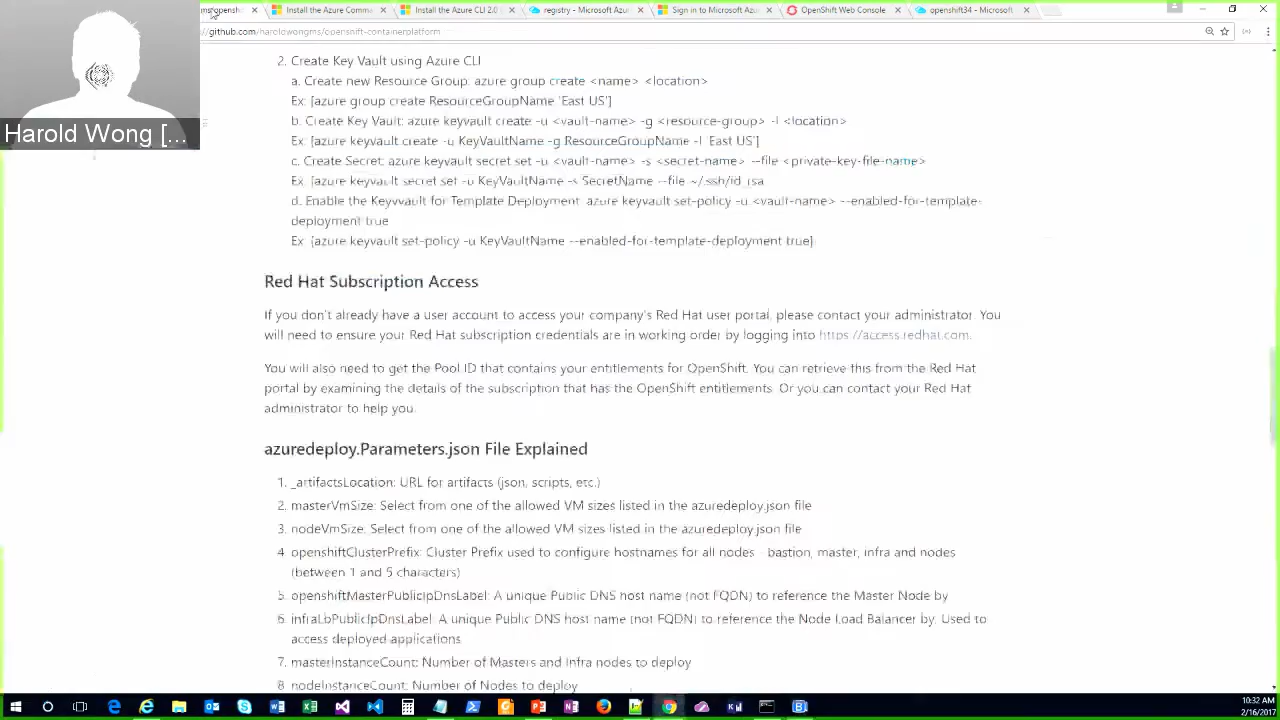 Install the Azure Comma
Install the Azure CLI 2.0
registry - Microsoft Azur
Sign in to Microsoft Az
OpenShift Web Console
openshift34 - Microsoft
//github.com/haroldwongms/openshift-containerplatform
Harold Wong [...
2. Create Key Vault using Azure CLI
a. Create new Resource Group: azure group create <name> <location>
Ex: [azure group create ResourceGroupName 'East US']
b. Create Key Vault: azure keyvault create -u <vault-name> -g <resource-group> -l <location>
Ex: [azure keyvault create -u KeyVaultName -g ResourceGroupName -l 'East US']
c. Create Secret: azure keyvault secret set -u <vault-name> -s <secret-name> --file <private-key-file-name>
Ex: [azure keyvault secret set -u KeyVaultName -s SecretName --file ~/.ssh/id_rsa
d. Enable the Keyvault for Template Deployment: azure keyvault set-policy -u <vault-name> --enabled-for-template-
deployment true
Ex: [azure keyvault set-policy -u KeyVaultName --enabled-for-template-deployment true]
Red Hat Subscription Access
If you don't already have a user account to access your company's Red Hat user portal, please contact your administrator. You
will need to ensure your Red Hat subscription credentials are in working order by logging into https://access.redhat.com.
You will also need to get the Pool ID that contains your entitlements for OpenShift. You can retrieve this from the Red Hat
portal by examining the details of the subscription that has the OpenShift entitlements. Or you can contact your Red Hat
administrator to help you.
azuredeploy.Parameters.json File Explained
1. _artifactsLocation: URL for artifacts (json, scripts, etc.)
2. masterVmSize: Select from one of the allowed VM sizes listed in the azuredeploy.json file
3. nodeVmSize: Select from one of the allowed VM sizes listed in the azuredeploy.json file
4. openshiftClusterPrefix: Cluster Prefix used to configure hostnames for all nodes - bastion, master, infra and nodes
(between 1 and 5 characters)
5. openshiftMasterPublicIpDnsLabel: A unique Public DNS host name (not FQDN) to reference the Master Node by
6. infraLbPublicIpDnsLabel: A unique Public DNS host name (not FQDN) to reference the Node Load Balancer by. Used to
access deployed applications
7. masterInstanceCount: Number of Masters and Infra nodes to deploy
8. nodeInstanceCount: Number of Nodes to deploy
10:32 AM
2/16/2017